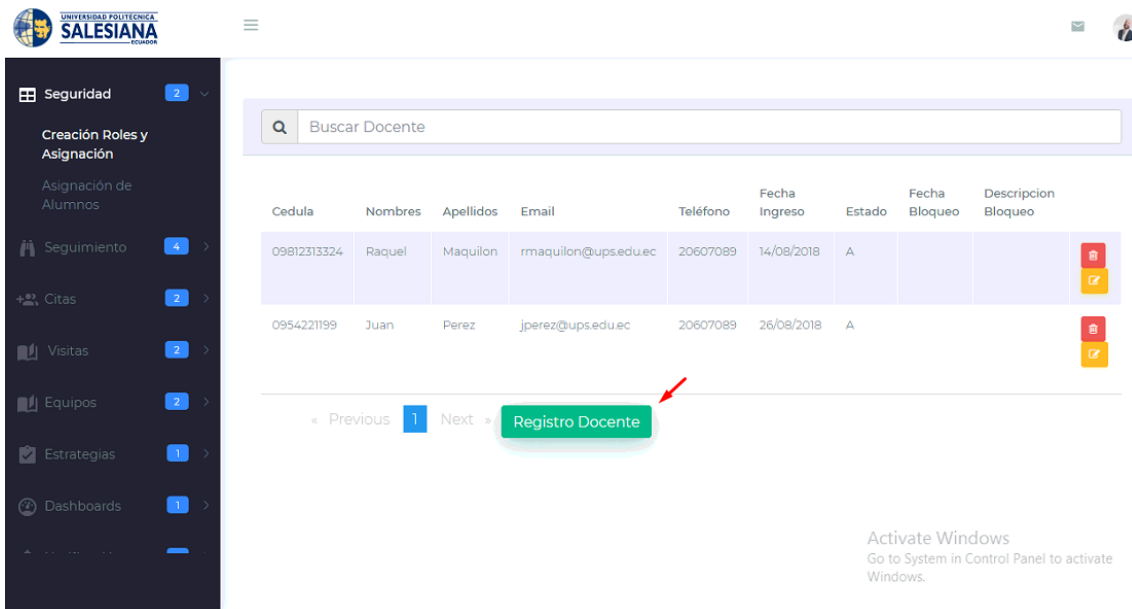 UNIVERSIDAD POLITECNICA
SALESIANA
ECUADOR
Seguridad 2
Creación Roles y
Asignación
Asignación de
Alumnos
Seguimiento 4
Citas 2
Visitas 2
Equipos 2
Estrategias 1
Dashboards 1
Buscar Docente
Cedula Nombres Apellidos Email Teléfono Fecha Ingreso Estado Fecha Bloqueo Descripcion Bloqueo
09812313324 Raquel Maquilon rmaquilon@ups.edu.ec 20607089 14/08/2018 A
0954221199 Juan Perez jperez@ups.edu.ec 20607089 26/08/2018 A
« Previous 1 Next » Registro Docente
Activate Windows
Go to System in Control Panel to activate
Windows.